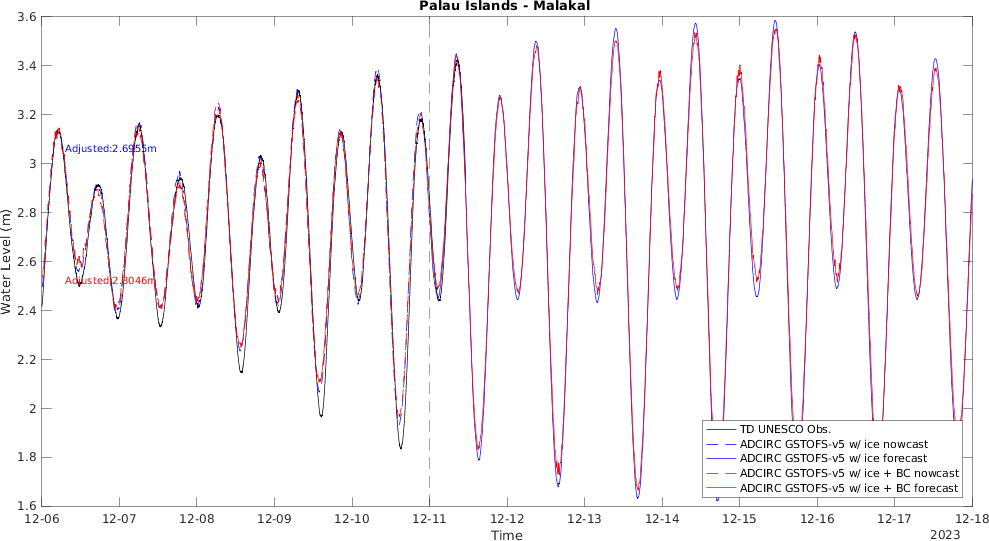 Palau Islands - Malakal
3.6
3.4
3.2
3
2.8
2.6
2.4
2.2
2
1.8
1.6
Water Level (m)
Adjusted:2.6955m
Adjusted:2.8046m
TD UNESCO Obs.
ADCIRC GSTOFS-v5 w/ ice nowcast
ADCIRC GSTOFS-v5 w/ ice forecast
ADCIRC GSTOFS-v5 w/ ice + BC nowcast
ADCIRC GSTOFS-v5 w/ ice + BC forecast
12-06 12-07 12-08 12-09 12-10 12-11 12-12 12-13 12-14 12-15 12-16 12-17 12-18
Time
2023